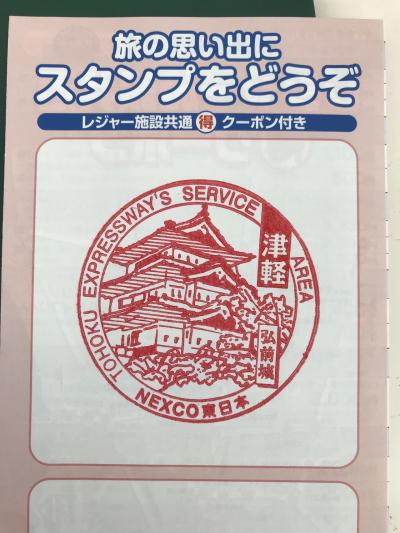 旅の思い出に
スタンプをどうぞ
レジャー施設共通 得 クーポン付き
TOHOKU EXPRESSWAY'S SERVICE AREA
津軽
弘前城
NEXCO東日本